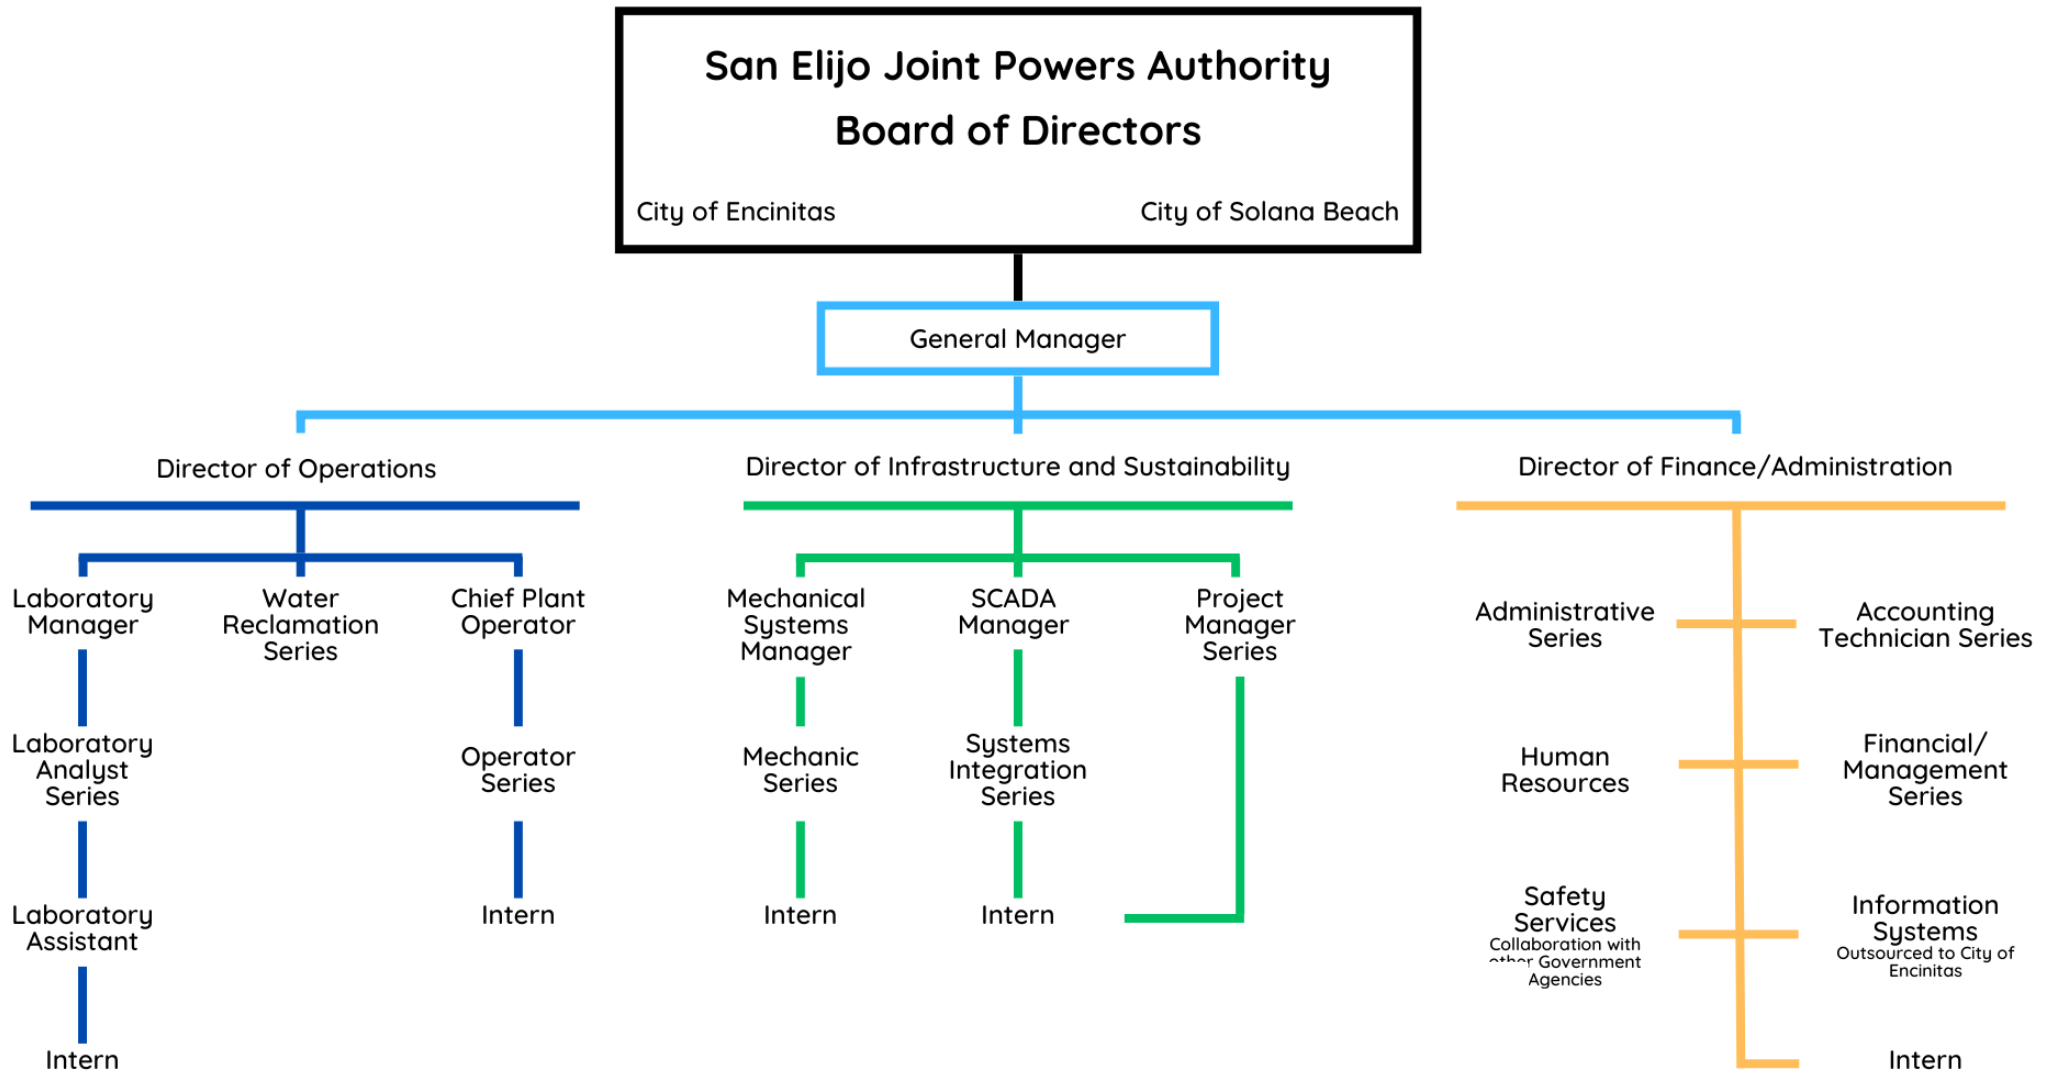 San Elijo Joint Powers Authority
Board of Directors
City of Encinitas
City of Solana Beach
General Manager
Director of Operations
Director of Infrastructure and Sustainability
Director of Finance/Administration
Laboratory
Manager
Water
Reclamation
Series
Chief Plant
Operator
Mechanical
Systems
Manager
SCADA
Manager
Project
Manager
Series
Administrative
Series
Accounting
Technician Series
Laboratory
Analyst
Series
Operator
Series
Mechanic
Series
Systems
Integration
Series
Human
Resources
Financial/
Management
Series
Laboratory
Assistant
Intern
Intern
Intern
Safety
Services
Collaboration with
other Government
Agencies
Information
Systems
Outsourced to City of
Encinitas
Intern
Intern